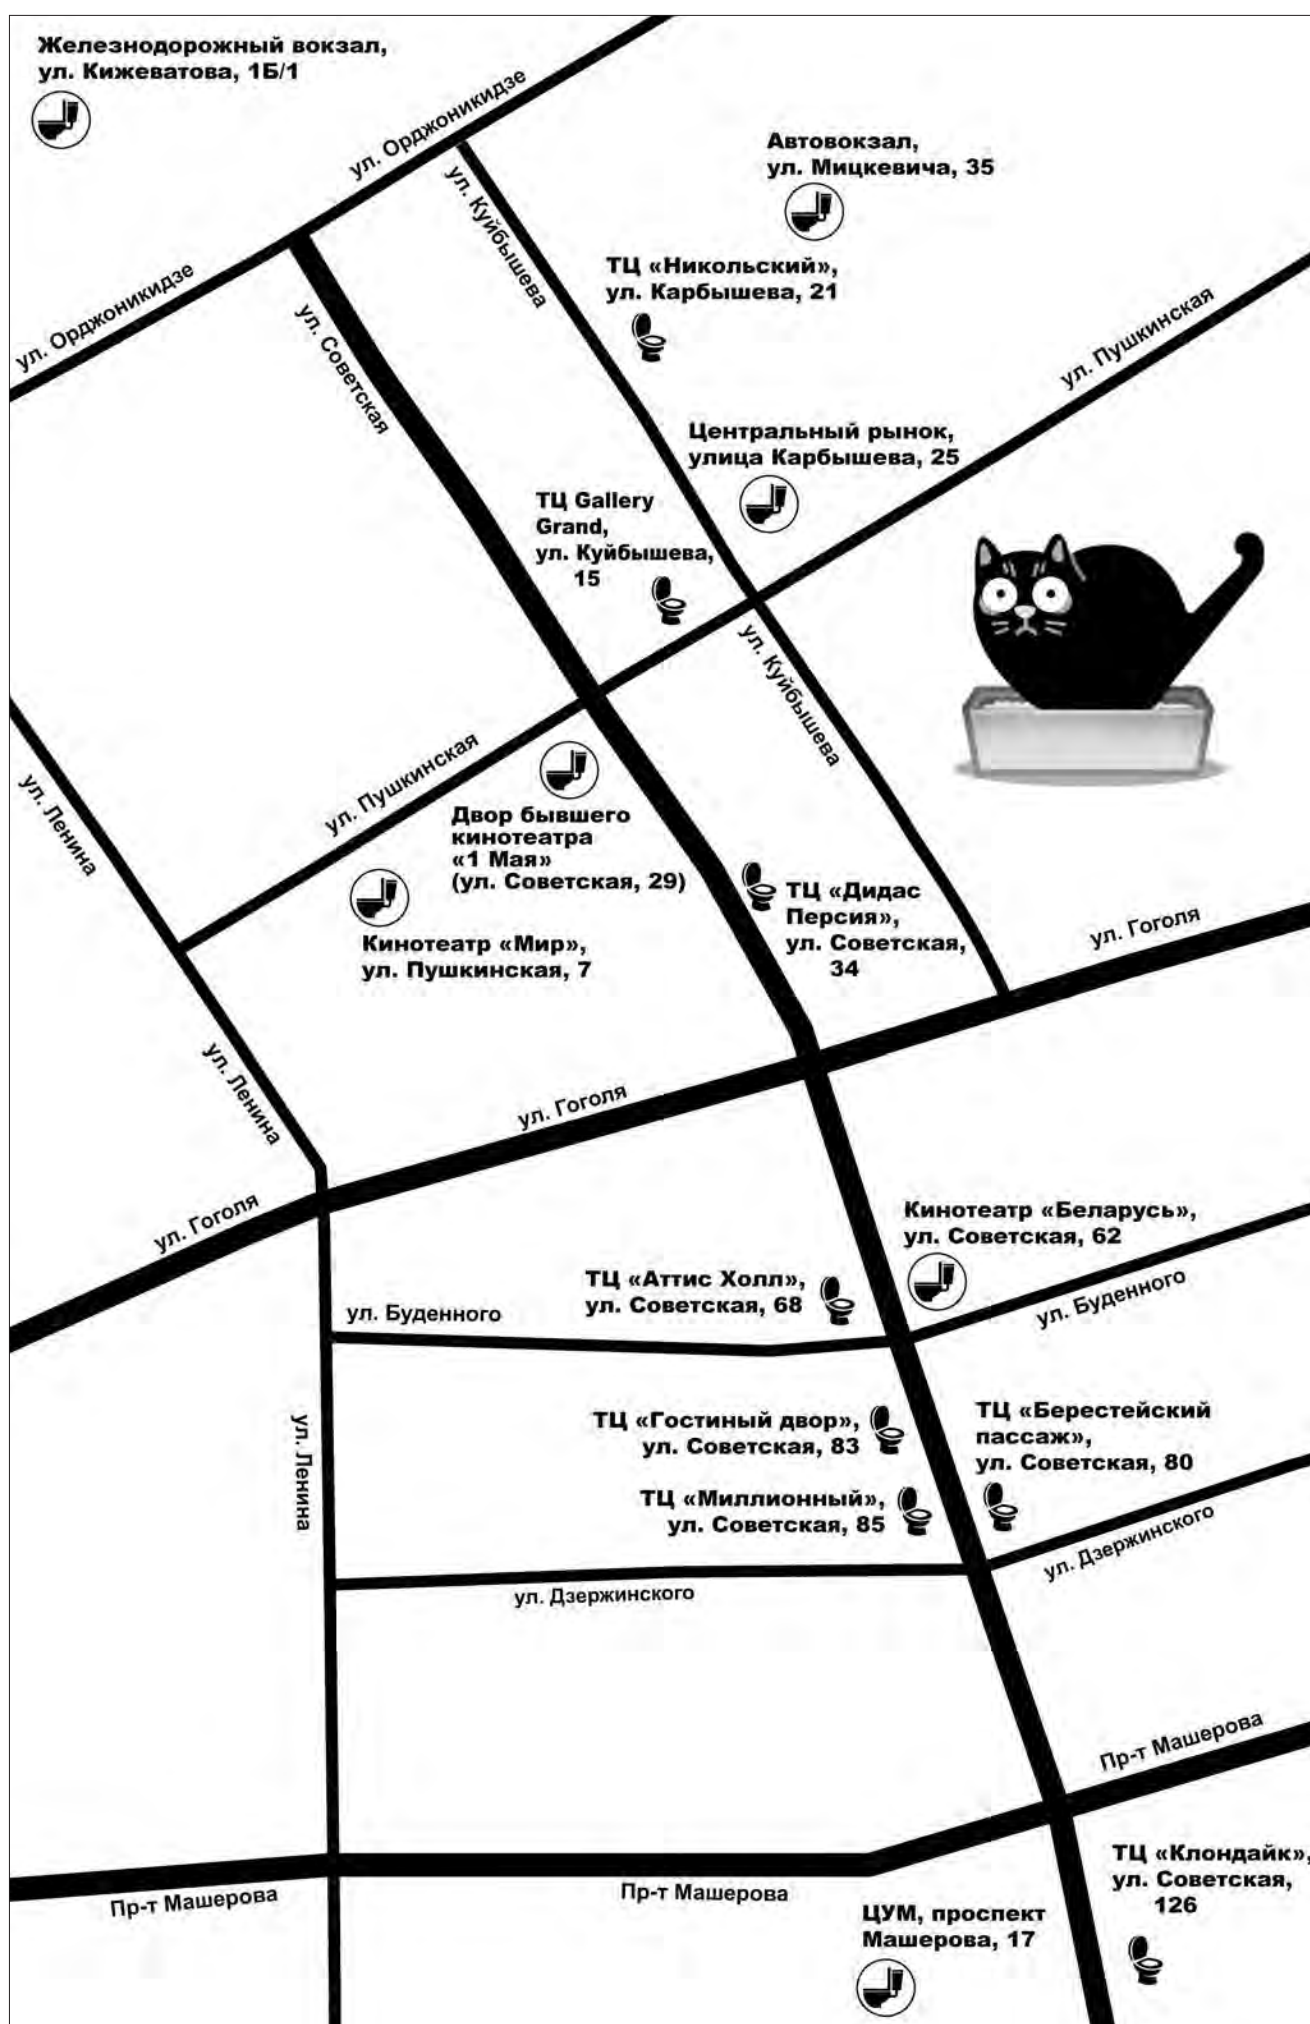 Железнодорожный вокзал,
ул. Кижеватова, 1Б/1
ул. Орджоникидзе
ул. Орджоникидзе
ул. Куйбышева
Автовокзал,
ул. Мицкевича, 35
ТЦ «Никольский»,
ул. Карбышева, 21
ул. Советская
ул. Пушкинская
Центральный рынок,
улица Карбышева, 25
ТЦ Gallery
Grand,
ул. Куйбышева,
15
ул. Куйбышева
ул. Пушкинская
ул. Ленина
Двор бывшего
кинотеатра
«1 Мая»
(ул. Советская, 29)
Кинотеатр «Мир»,
ул. Пушкинская, 7
ТЦ «Дидас
Персия»,
ул. Советская,
34
ул. Гоголя
ул. Ленина
ул. Гоголя
ул. Гоголя
Кинотеатр «Беларусь»,
ул. Советская, 62
ТЦ «Аттис Холл»,
ул. Советская, 68
ул. Буденного
ул. Буденного
ул. Ленина
ТЦ «Гостиный двор»,
ул. Советская, 83
ТЦ «Берестейский
пассаж»,
ул. Советская, 80
ТЦ «Миллионный»,
ул. Советская, 85
ул. Дзержинского
ул. Дзержинского
Пр-т Машерова
Пр-т Машерова
Пр-т Машерова
ТЦ «Клондайк»,
ул. Советская,
126
ЦУМ, проспект
Машерова, 17